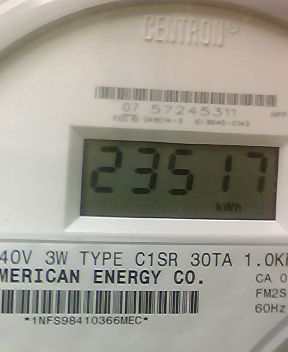 CENTRON®
07 57245311
HPP
23517
kWh
40V 3W TYPE C1SR 30TA 1.0K
MERICAN ENERGY CO.
CA 0
FM2S
60Hz
*1NFS98410366MEC*